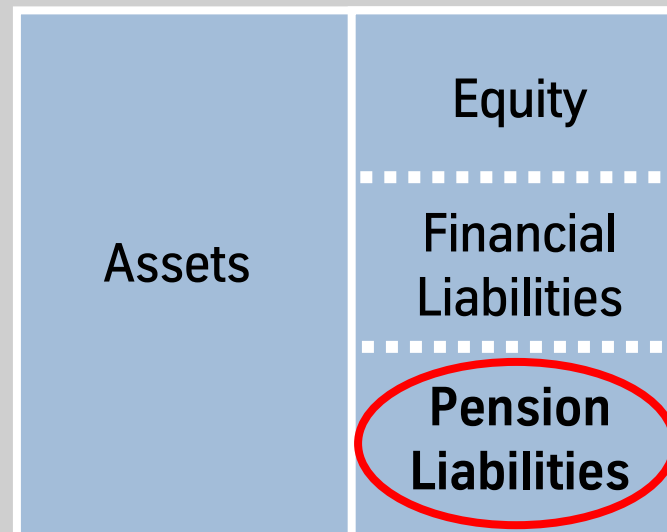 Assets
Equity
Financial
Liabilities
Pension
Liabilities